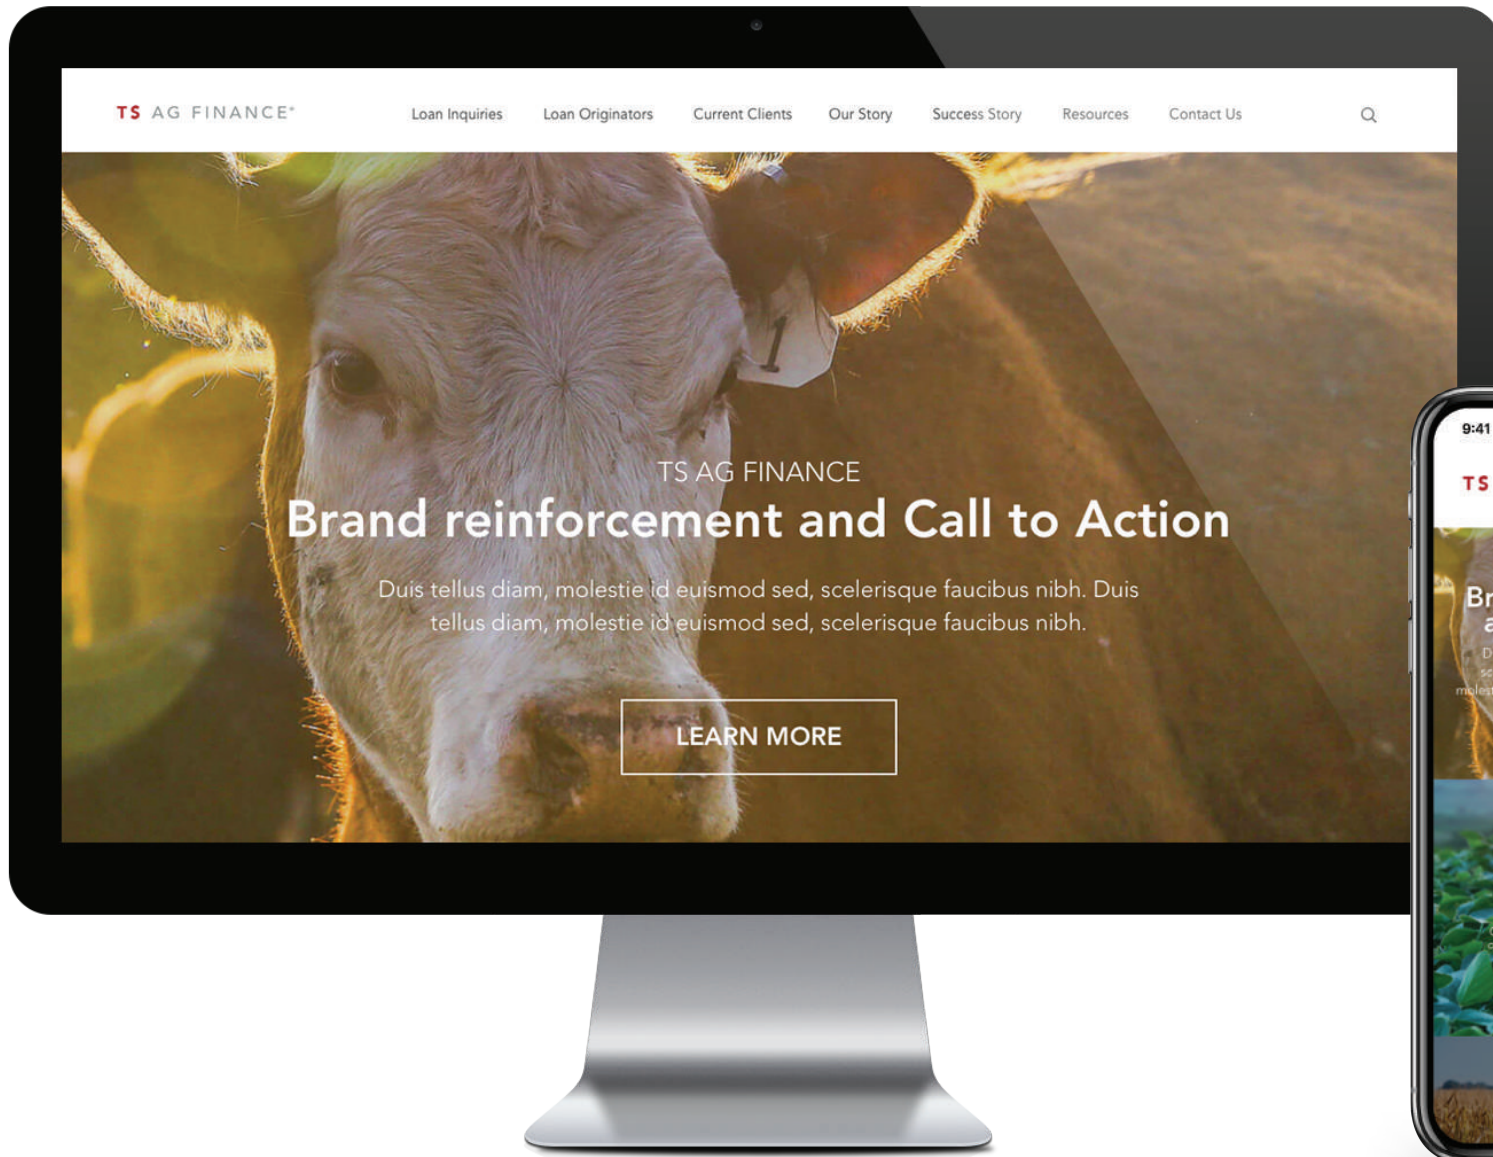 TS AG FINANCE®
Loan Inquiries
Loan Originators
Current Clients
Our Story
Success Story
Resources
Contact Us
1
TS AG FINANCE
Brand reinforcement and Call to Action
Duis tellus diam, molestie id euismod sed, scelerisque faucibus nibh. Duis
tellus diam, molestie id euismod sed, scelerisque faucibus nibh.
LEARN MORE
9:41
TS